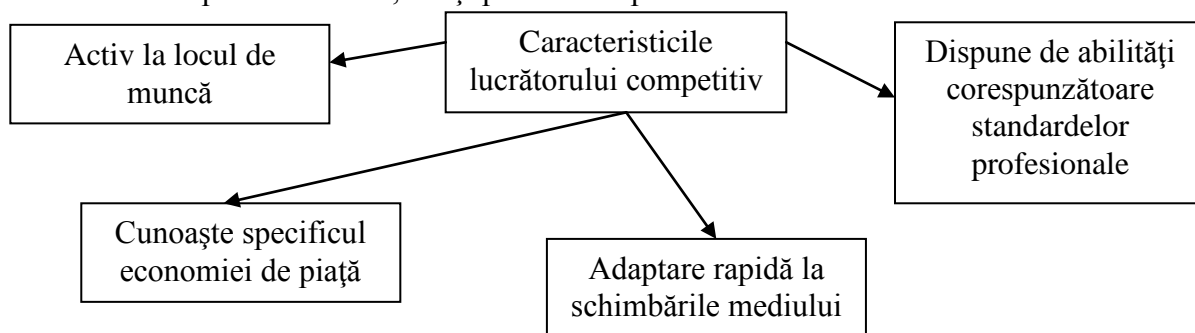 Caracteristicile
lucrătorului competitiv
Activ la locul de
muncă
Dispune de abilităţi
corespunzătoare
standardelor
profesionale
Cunoaşte specificul
economiei de piaţă
Adaptare rapidă la
schimbările mediului